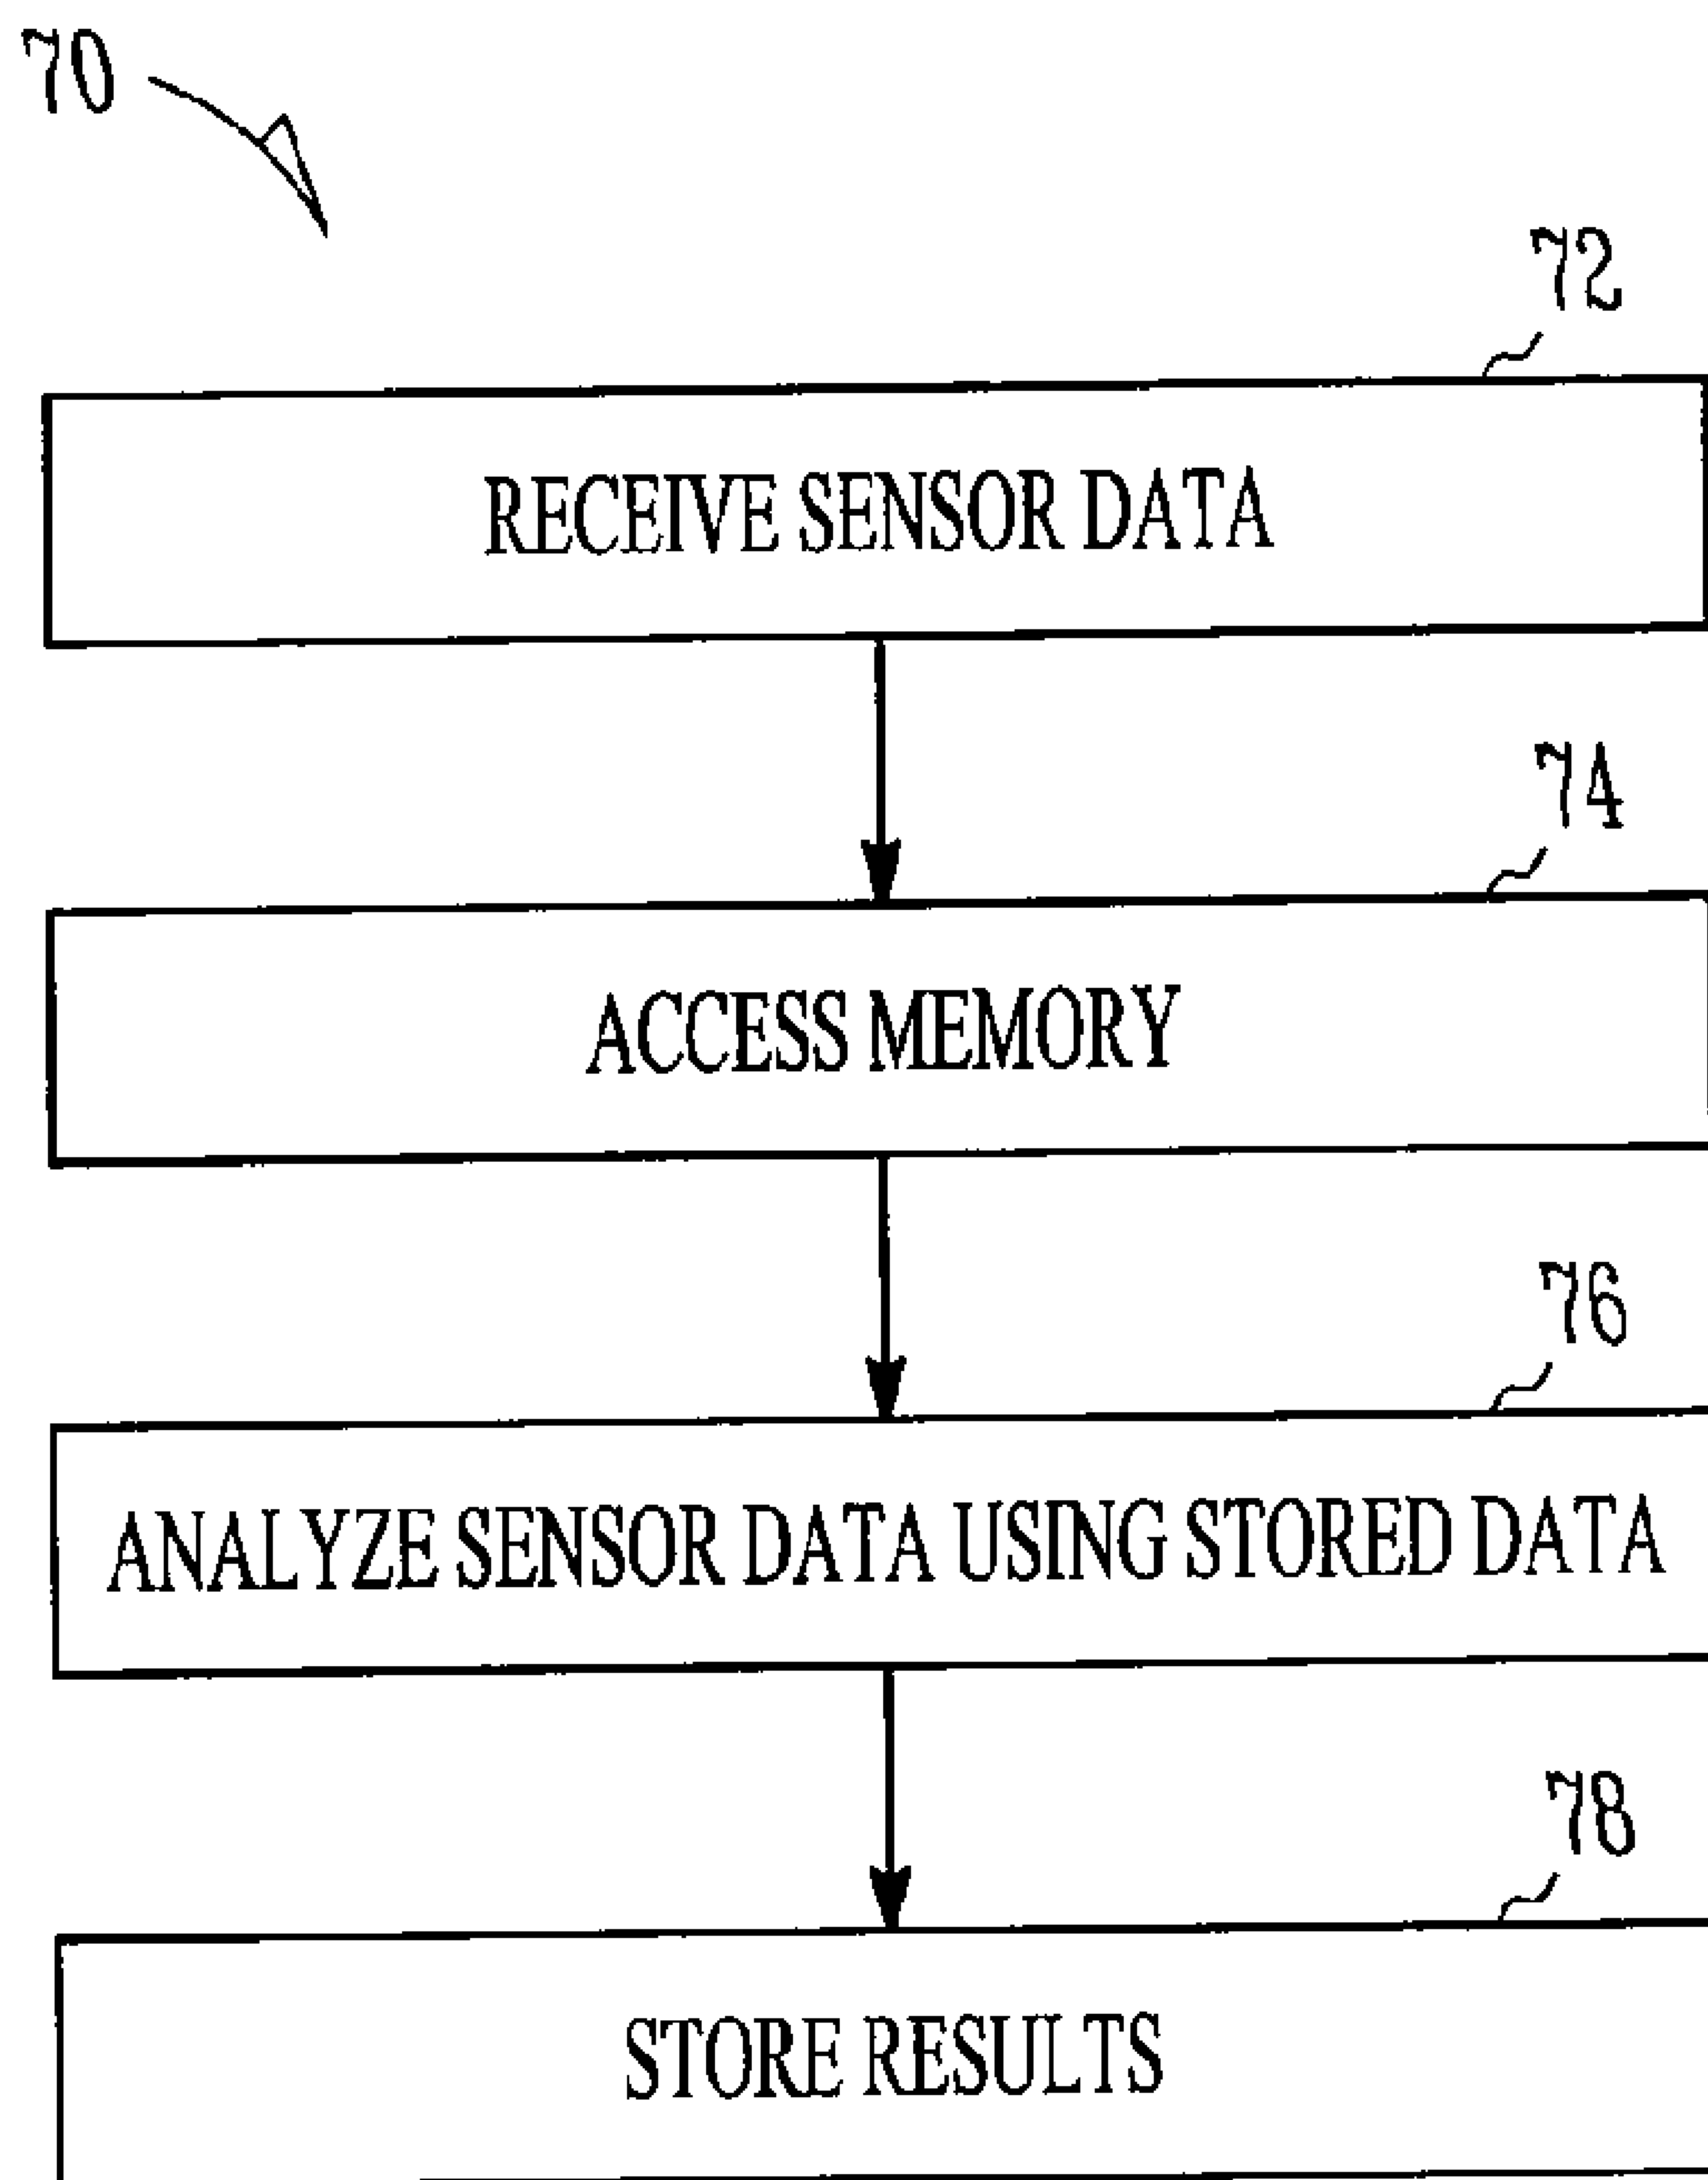 70
72
RECEIVE SENSOR DATA
74
ACCESS MEMORY
76
ANALYZE SENSOR DATA USING STORED DATA
78
STORE RESULTS